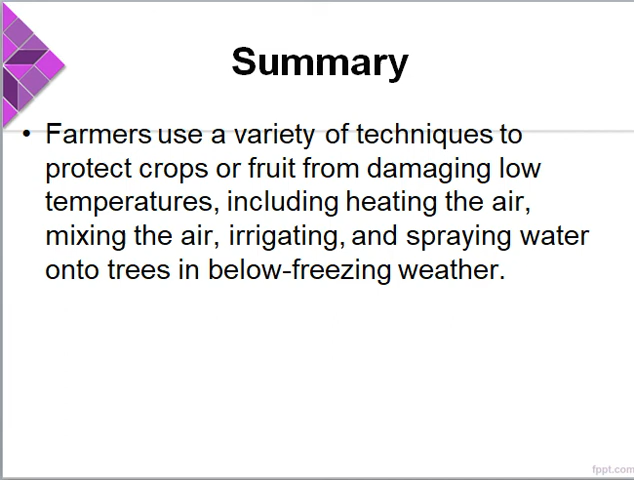 Summary
• Farmers use a variety of techniques to
protect crops or fruit from damaging low
temperatures, including heating the air,
mixing the air, irrigating, and spraying water
onto trees in below-freezing weather.
fppt.com